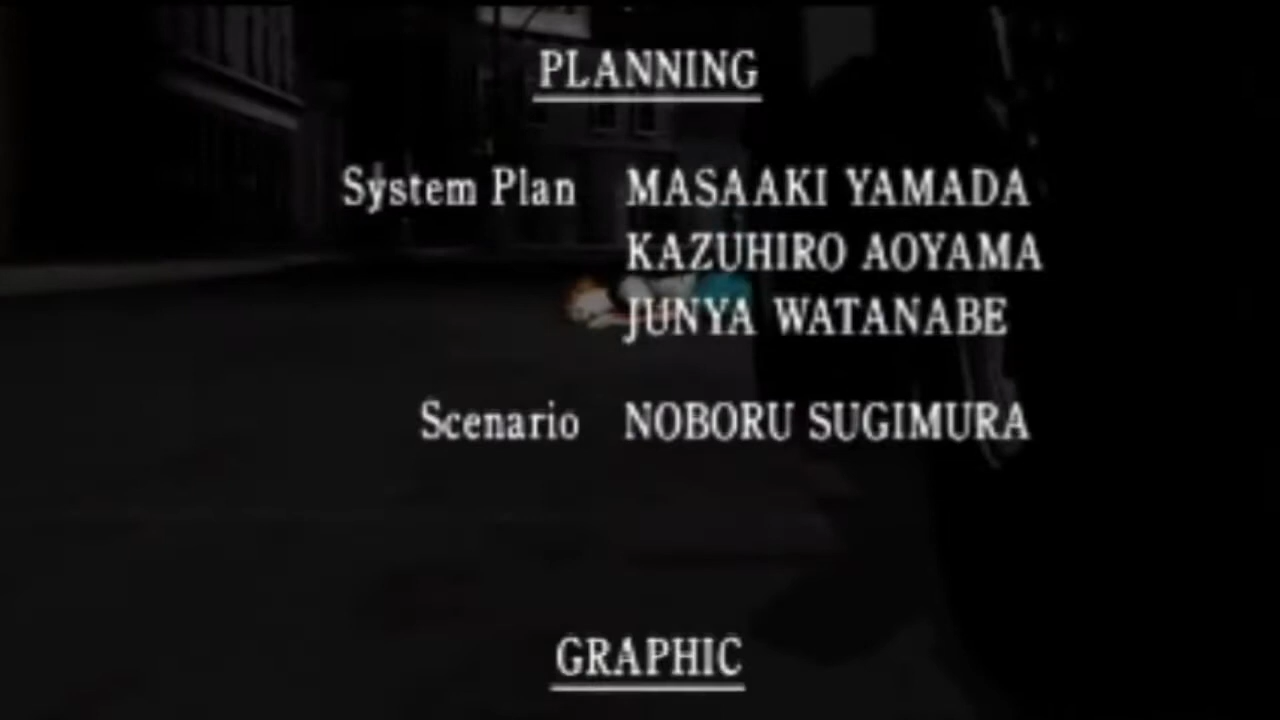 PLANNING
System Plan MASAAKI YAMADA
KAZUHIRO AOYAMA
JUNYA WATANABE
Scenario NOBORU SUGIMURA
GRAPHIC